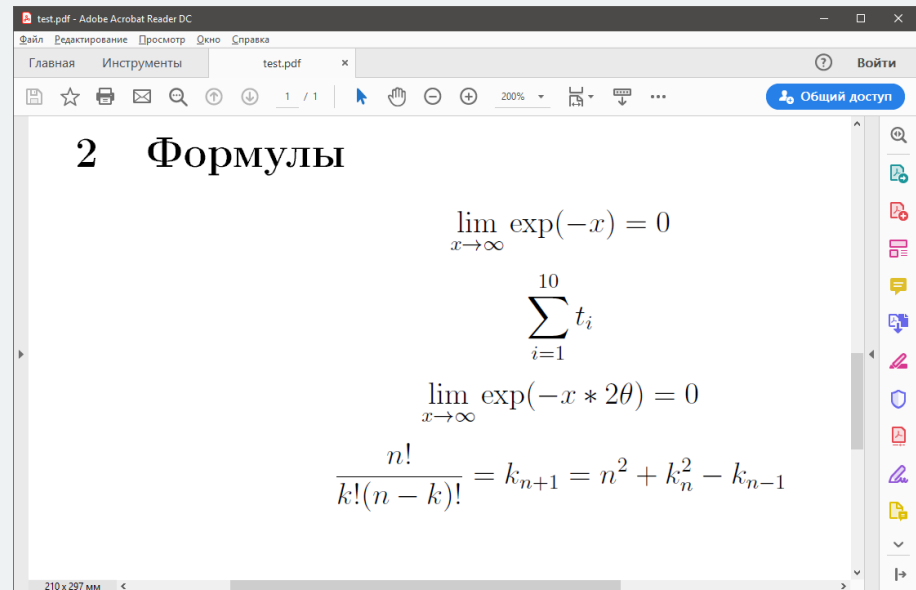 test.pdf - Adobe Acrobat Reader DC
Файл Редактирование Просмотр Окно Справка
Главная Инструменты test.pdf × Войти
1 / 1 200% Общий доступ
2 Формулы
lim x→∞ exp(−x) = 0
10
∑ t_i
i=1
lim x→∞ exp(−x ∗ 2θ) = 0
n! / k!(n − k)! = k_{n+1} = n^2 + k_n^2 − k_{n−1}
210 x 297 мм